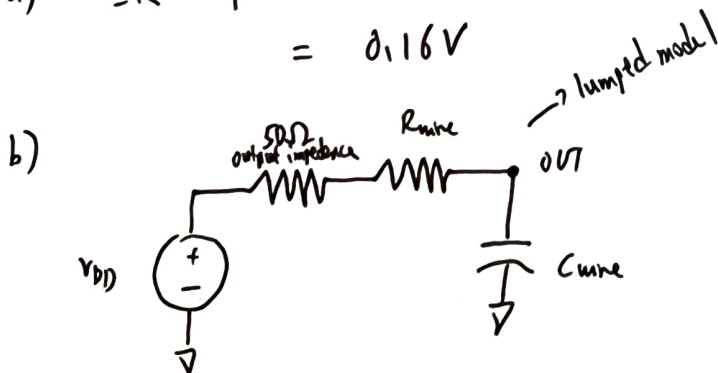 = 0.16V
lumped model
b)
50Ω
output impedance
Rwire
OUT
VDD
+
-
Cwire